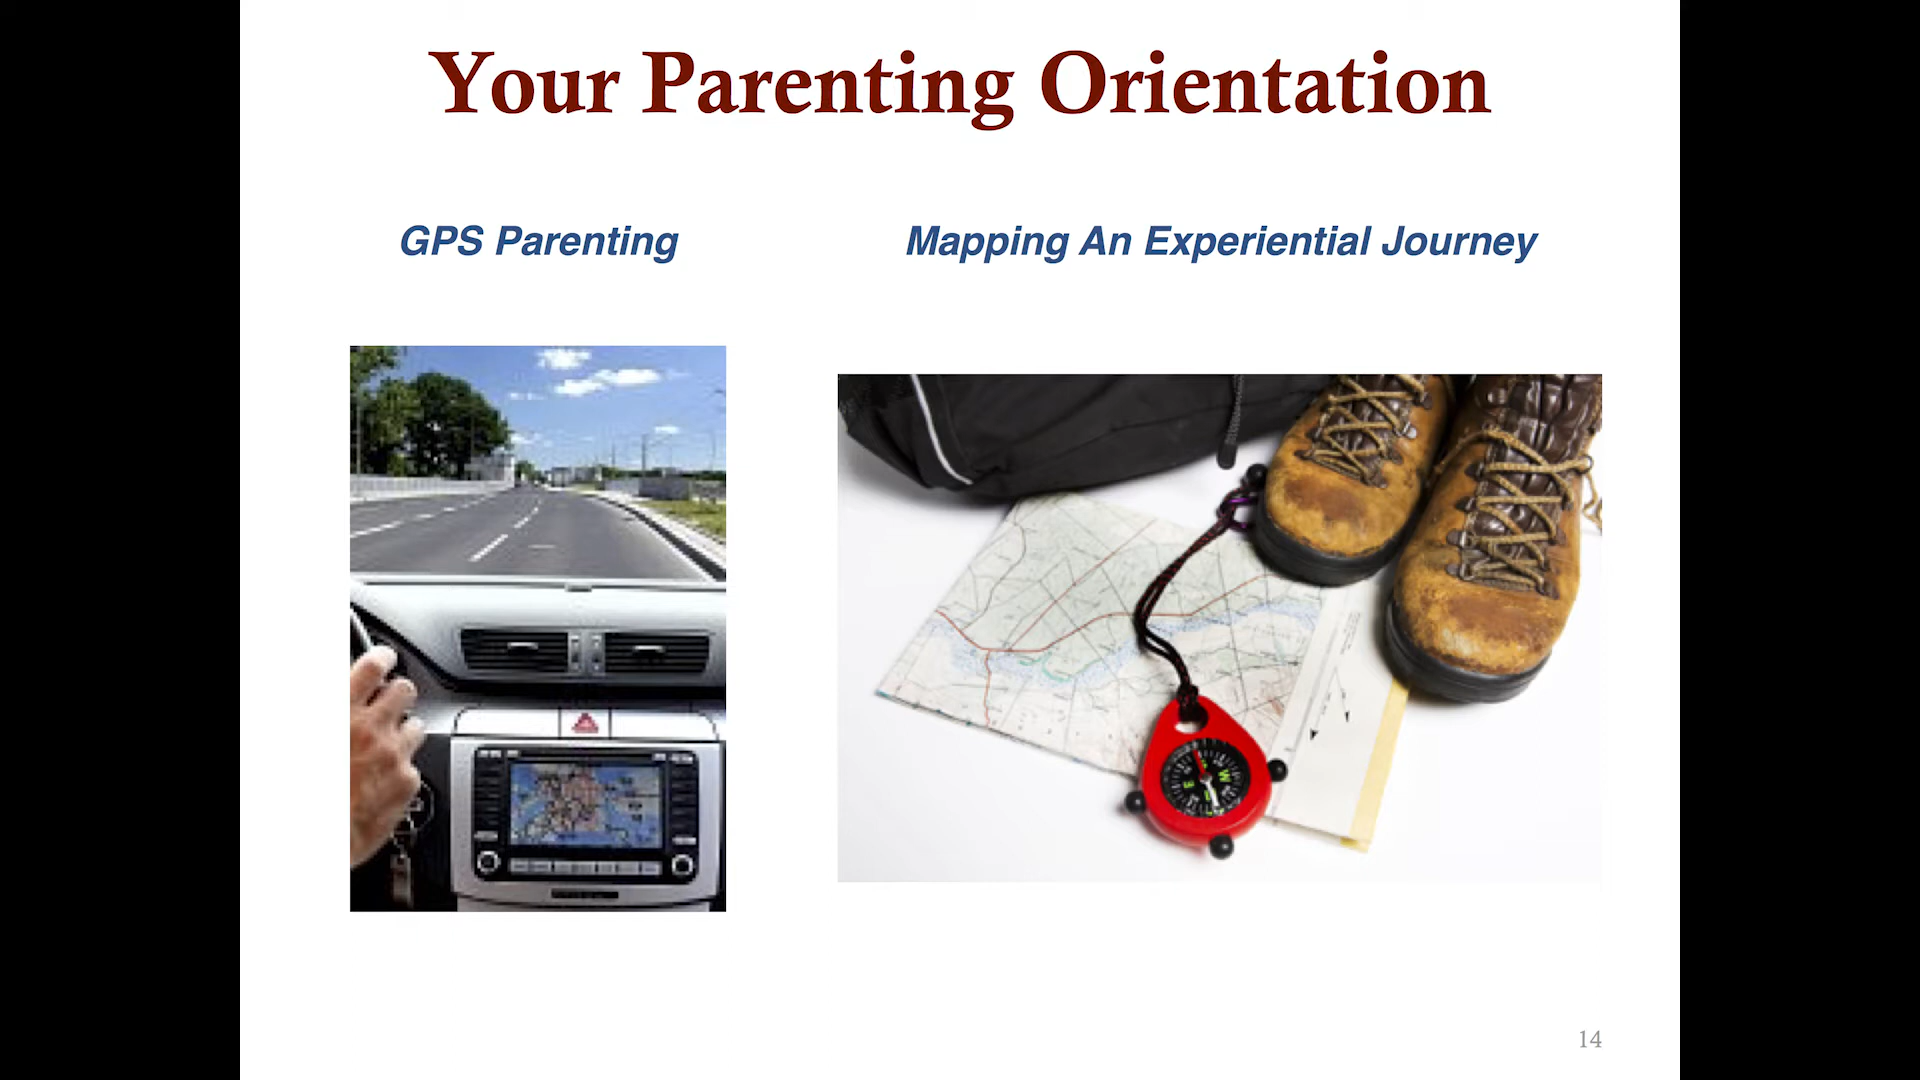 Your Parenting Orientation
GPS Parenting
Mapping An Experiential Journey
E
W
14